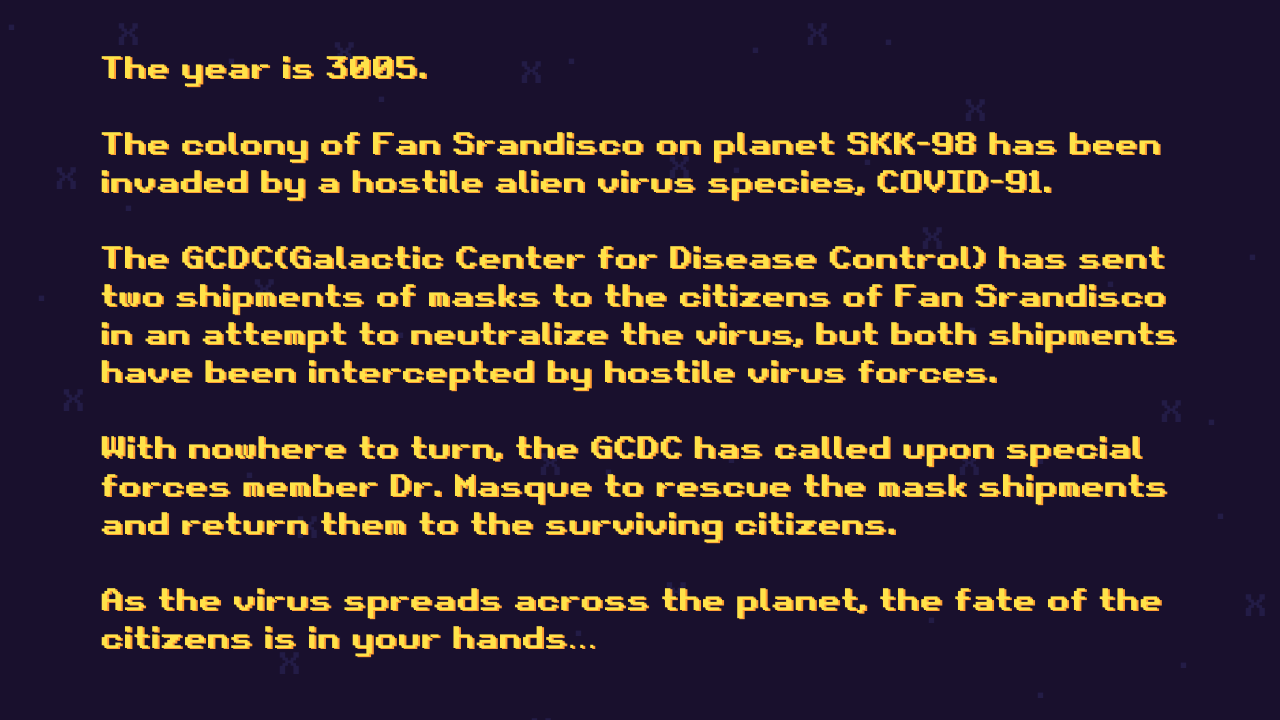 The year is 3005.
The colony of Fan Srandisco on planet SKK-98 has been
invaded by a hostile alien virus species, COVID-91.
The GCDC(Galactic Center for Disease Control) has sent
two shipments of masks to the citizens of Fan Srandisco
in an attempt to neutralize the virus, but both shipments
have been intercepted by hostile virus forces.
With nowhere to turn, the GCDC has called upon special
forces member Dr. Masque to rescue the mask shipments
and return them to the surviving citizens.
As the virus spreads across the planet, the fate of the
citizens is in your hands...